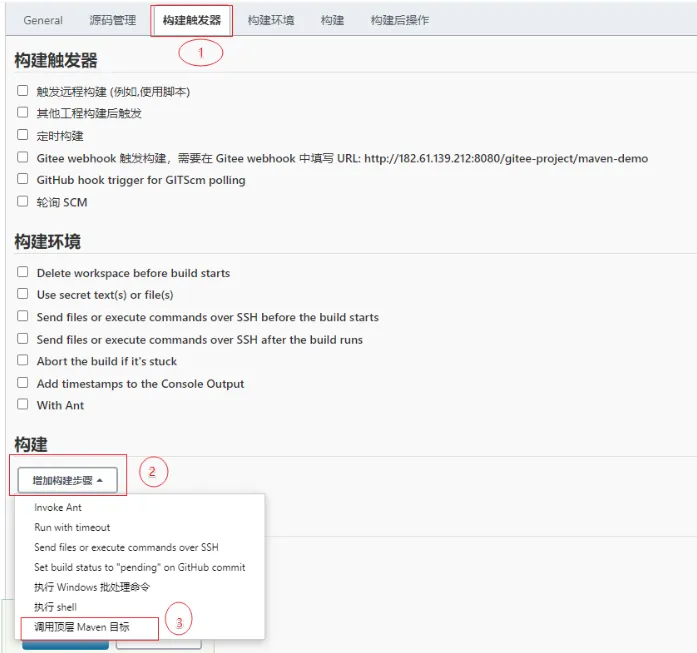 General 源码管理 构建触发器 构建环境 构建 构建后操作
1
构建触发器
触发远程构建 (例如,使用脚本)
其他工程构建后触发
定时构建
Gitee webhook 触发构建，需要在 Gitee webhook 中填写 URL: http://182.61.139.212:8080/gitee-project/maven-demo
GitHub hook trigger for GITScm polling
轮询 SCM
构建环境
Delete workspace before build starts
Use secret text(s) or file(s)
Send files or execute commands over SSH before the build starts
Send files or execute commands over SSH after the build runs
Abort the build if it's stuck
Add timestamps to the Console Output
With Ant
构建
增加构建步骤
2
Invoke Ant
Run with timeout
Send files or execute commands over SSH
Set build status to "pending" on GitHub commit
执行 Windows 批处理命令
执行 shell
调用顶层 Maven 目标
3